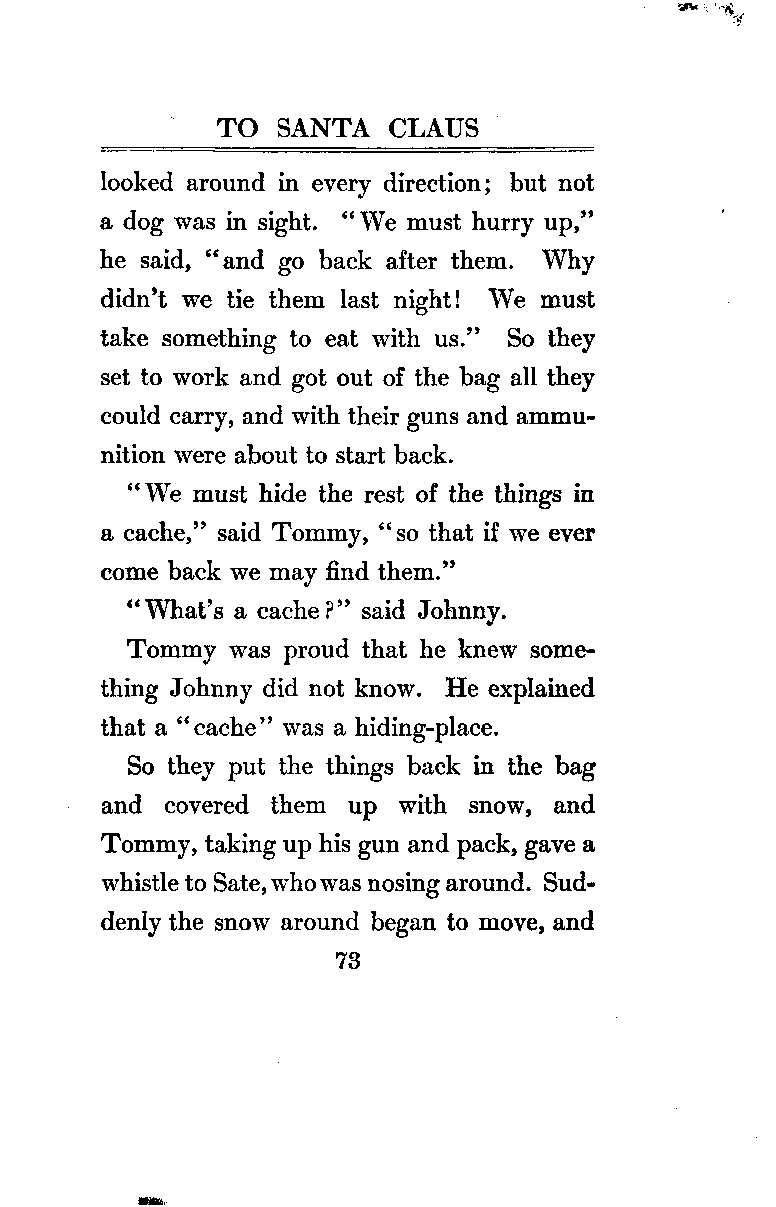 TO SANTA CLAUS
looked around in every direction; but not
a dog was in sight. “We must hurry up,”
he said, “and go back after them. Why
didn’t we tie them last night! We must
take something to eat with us.” So they
set to work and got out of the bag all they
could carry, and with their guns and ammu-
nition were about to start back.
“We must hide the rest of the things in
a cache,” said Tommy, “so that if we ever
come back we may find them.”
“What’s a cache?” said Johnny.
Tommy was proud that he knew some-
thing Johnny did not know. He explained
that a “cache” was a hiding-place.
So they put the things back in the bag
and covered them up with snow, and
Tommy, taking up his gun and pack, gave a
whistle to Sate, who was nosing around. Sud-
denly the snow around began to move, and
73